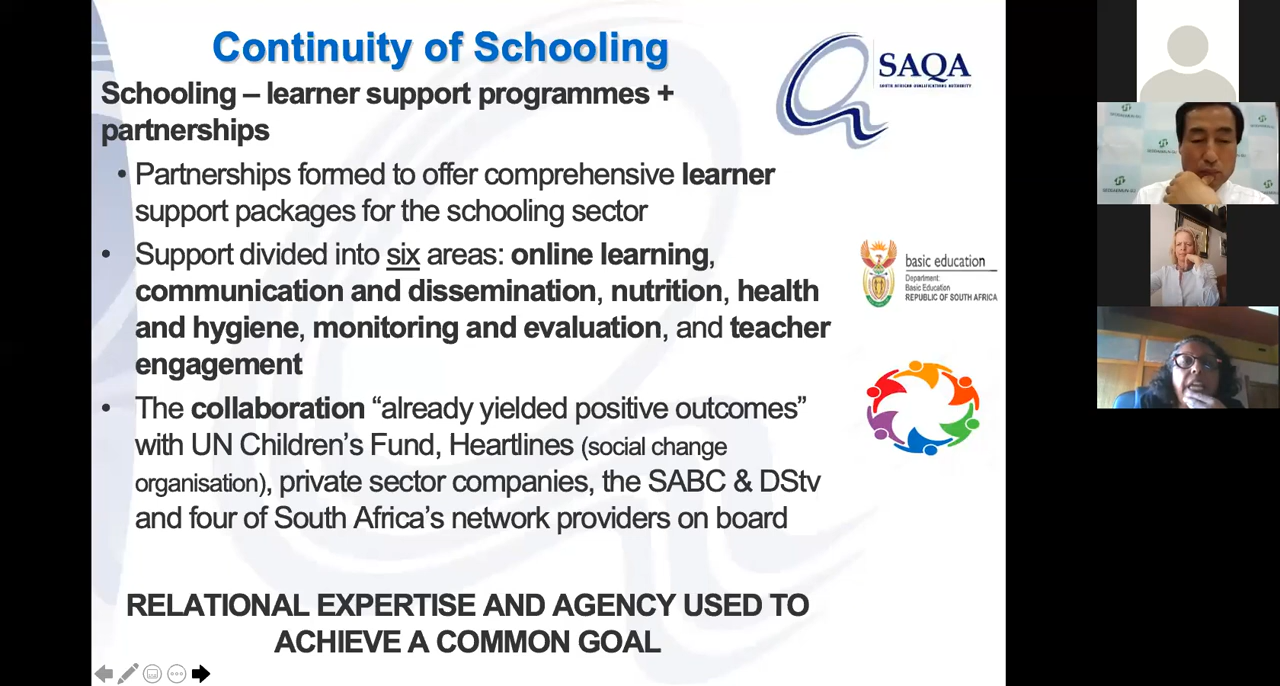 Continuity of Schooling
Schooling – learner support programmes +
partnerships
• Partnerships formed to offer comprehensive learner
support packages for the schooling sector
• Support divided into six areas: online learning,
communication and dissemination, nutrition, health
and hygiene, monitoring and evaluation, and teacher
engagement
• The collaboration “already yielded positive outcomes”
with UN Children’s Fund, Heartlines (social change
organisation), private sector companies, the SABC & DStv
and four of South Africa’s network providers on board
RELATIONAL EXPERTISE AND AGENCY USED TO
ACHIEVE A COMMON GOAL
SAQA
SOUTH AFRICAN QUALIFICATIONS AUTHORITY
basic education
Department:
Basic Education
REPUBLIC OF SOUTH AFRICA